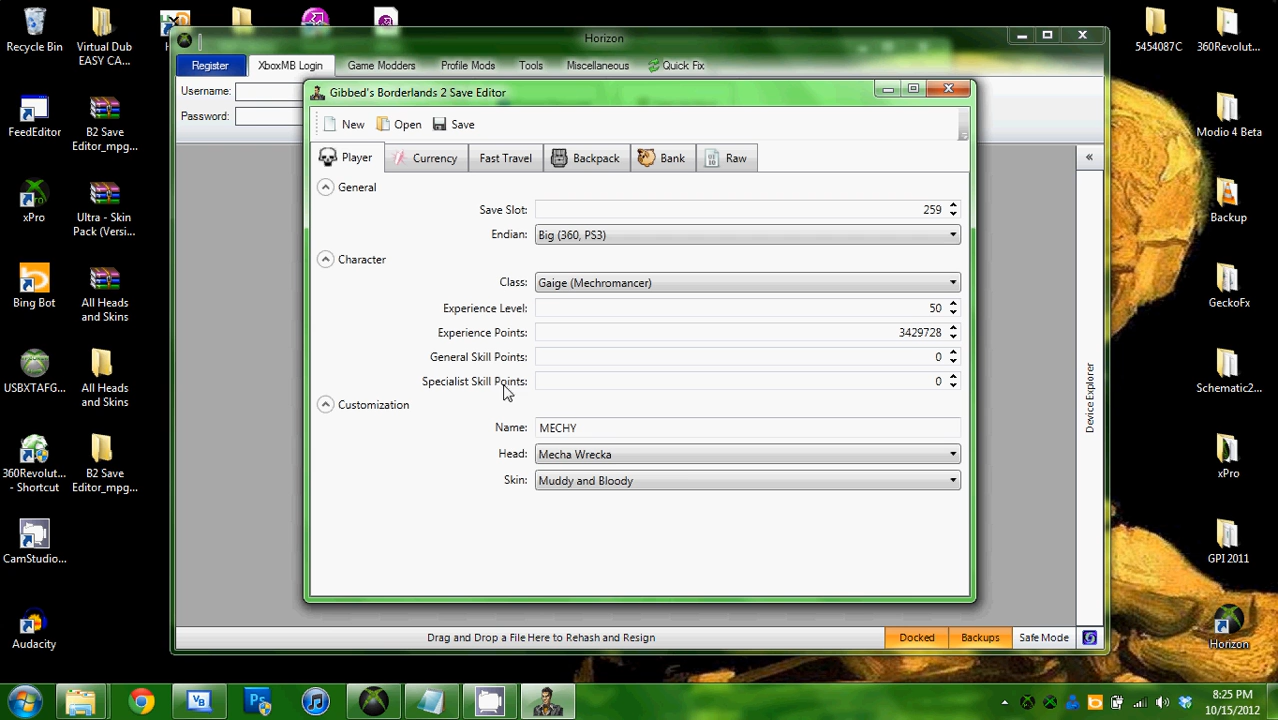 Recycle Bin
Virtual Dub
EASY CA...
FeedEditor
B2 Save
Editor_mpg...
xPro
Ultra - Skin
Pack (Versi...
Bing Bot
All Heads
and Skins
USBXTAFG...
All Heads
and Skins
360Revolut...
- Shortcut
B2 Save
Editor_mpg...
CamStudio...
Audacity
Horizon
Register
XboxMB Login
Game Modders
Profile Mods
Tools
Miscellaneous
Quick Fix
Username:
Password:
Gibbed's Borderlands 2 Save Editor
New
Open
Save
Player
Currency
Fast Travel
Backpack
Bank
Raw
General
Save Slot: 259
Endian: Big (360, PS3)
Character
Class: Gaige (Mechromancer)
Experience Level: 50
Experience Points: 3429728
General Skill Points: 0
Specialist Skill Points: 0
Customization
Name: MECHY
Head: Mecha Wrecka
Skin: Muddy and Bloody
«
Device Explorer
Drag and Drop a File Here to Rehash and Resign
Docked
Backups
Safe Mode
5454087C
360Revolut...
Modio 4 Beta
Backup
GeckoFx
Schematic2...
xPro
GPI 2011
Horizon
VB
Ps
8:25 PM
10/15/2012